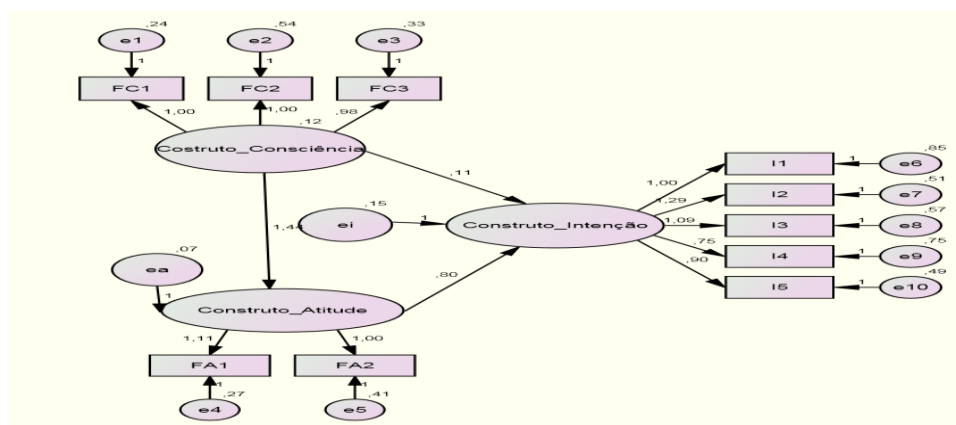 ,24 ,54 ,33
e1 e2 e3
1 1 1
FC1 FC2 FC3
1,00 1,00 ,98
,12
Costruto_Consciência
,11
,85
I1 1 e6
,51
1,00
I2 1 e7
1,29
,57
,15
ei 1
Construto_Intenção
1,09
I3 1 e8
1,44
,75
,75
I4 1 e9
,90
,49
I5 1 e10
,07
ea
1
,80
Construto_Atitude
1,11 1,00
FA1 FA2
1 1
,27 ,41
e4 e5